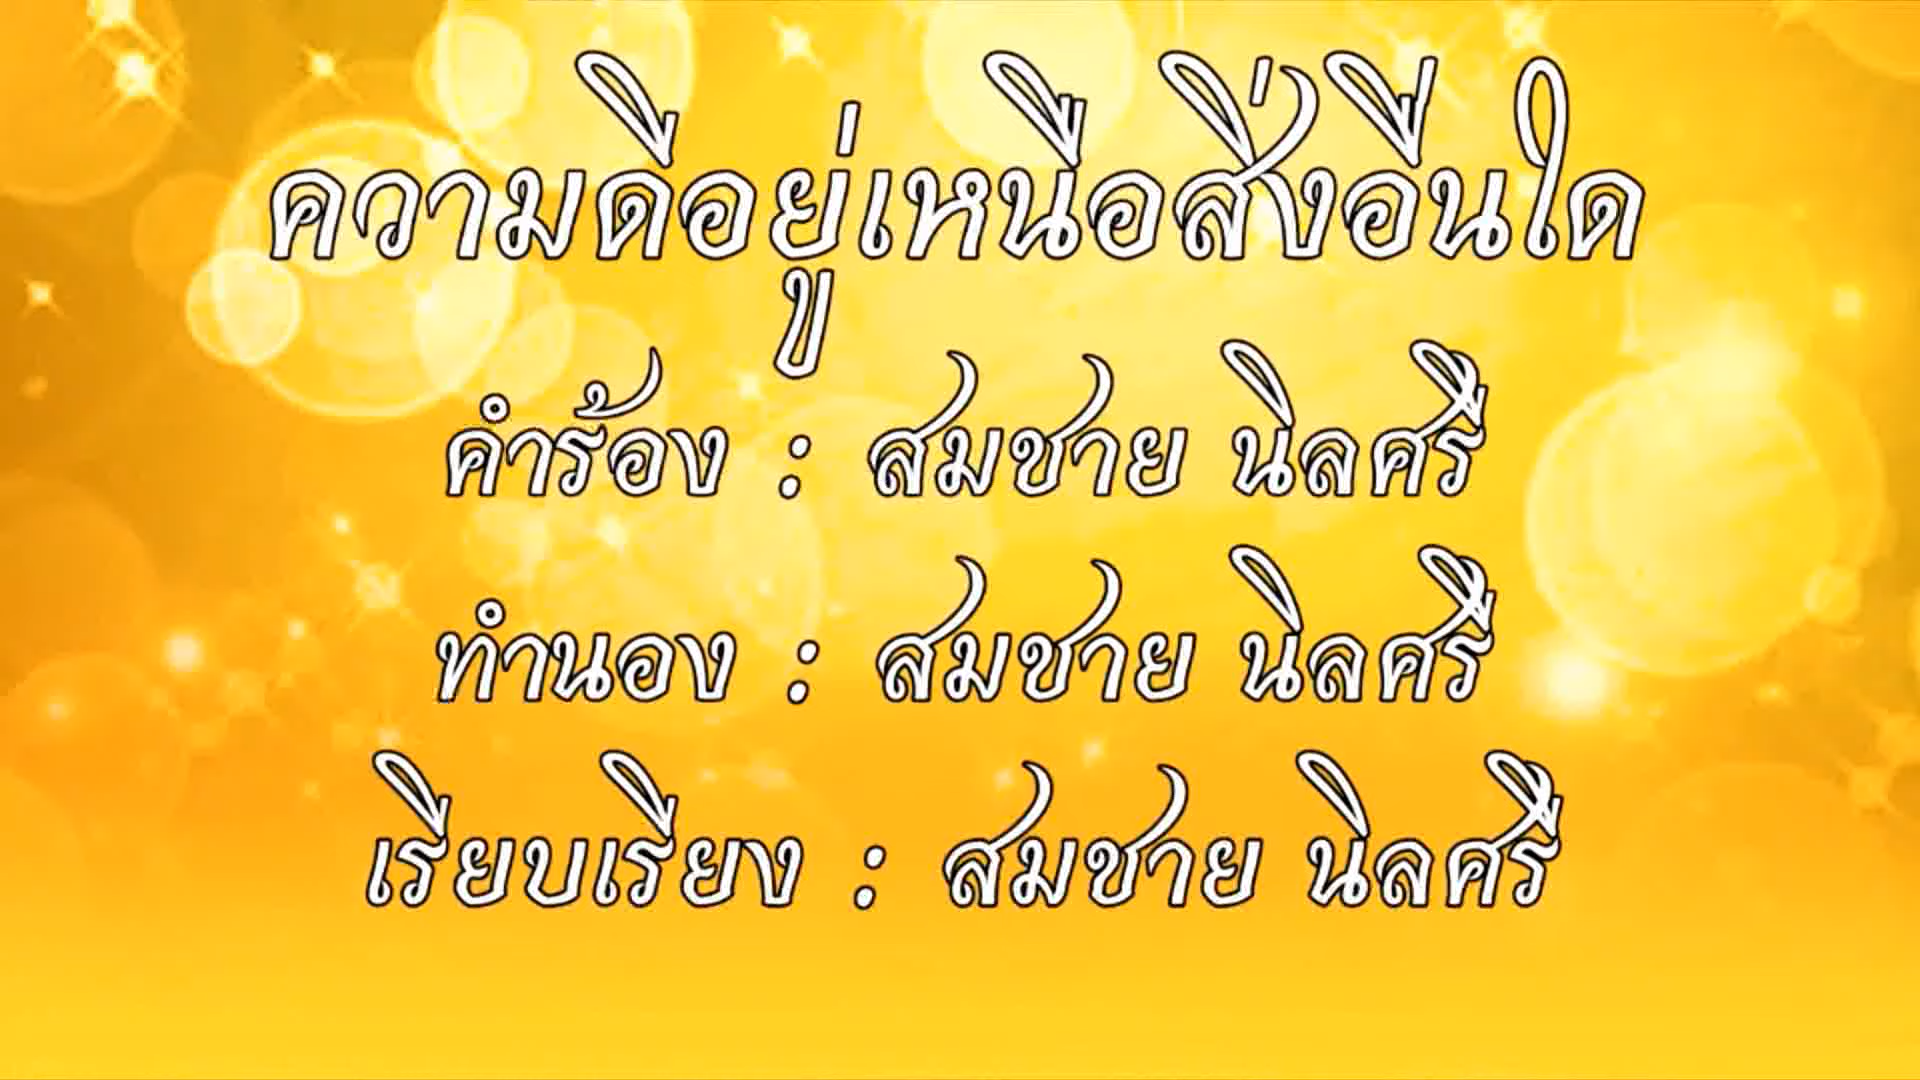 ความดีอยู่เหนือสิ่งอื่นใด
คำร้อง : สมชาย นิลศรี
ทำนอง : สมชาย นิลศรี
เรียบเรียง : สมชาย นิลศรี